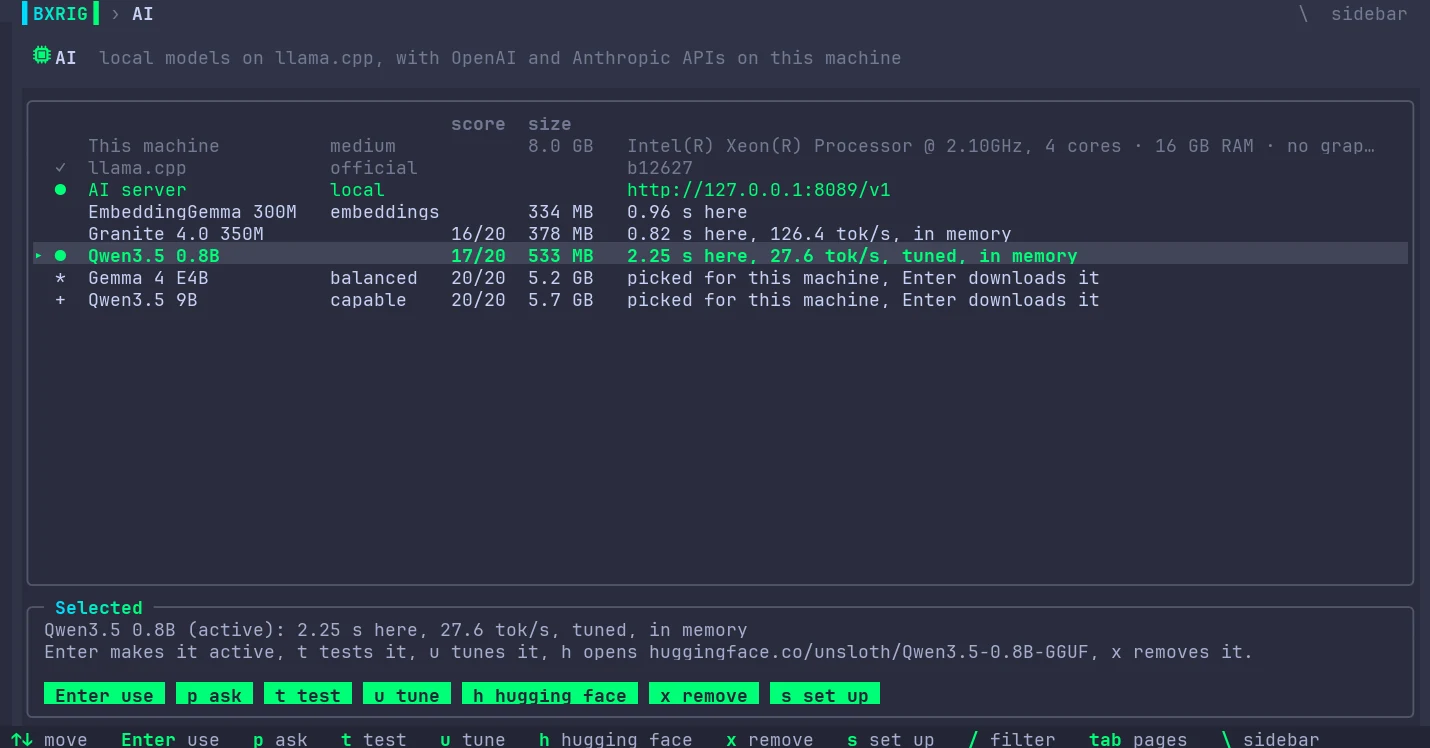 BXRIG › AI \ sidebar
AI local models on llama.cpp, with OpenAI and Anthropic APIs on this machine
score size
This machine medium 8.0 GB Intel(R) Xeon(R) Processor @ 2.10GHz, 4 cores · 16 GB RAM · no grap…
✓ llama.cpp official b12627
● AI server local http://127.0.0.1:8089/v1
EmbeddingGemma 300M embeddings 334 MB 0.96 s here
Granite 4.0 350M 16/20 378 MB 0.82 s here, 126.4 tok/s, in memory
▸ ● Qwen3.5 0.8B 17/20 533 MB 2.25 s here, 27.6 tok/s, tuned, in memory
* Gemma 4 E4B balanced 20/20 5.2 GB picked for this machine, Enter downloads it
+ Qwen3.5 9B capable 20/20 5.7 GB picked for this machine, Enter downloads it
Selected
Qwen3.5 0.8B (active): 2.25 s here, 27.6 tok/s, tuned, in memory
Enter makes it active, t tests it, u tunes it, h opens huggingface.co/unsloth/Qwen3.5-0.8B-GGUF, x removes it.
Enter use p ask t test u tune h hugging face x remove s set up
↑↓ move Enter use p ask t test u tune h hugging face x remove s set up / filter tab pages \ sidebar